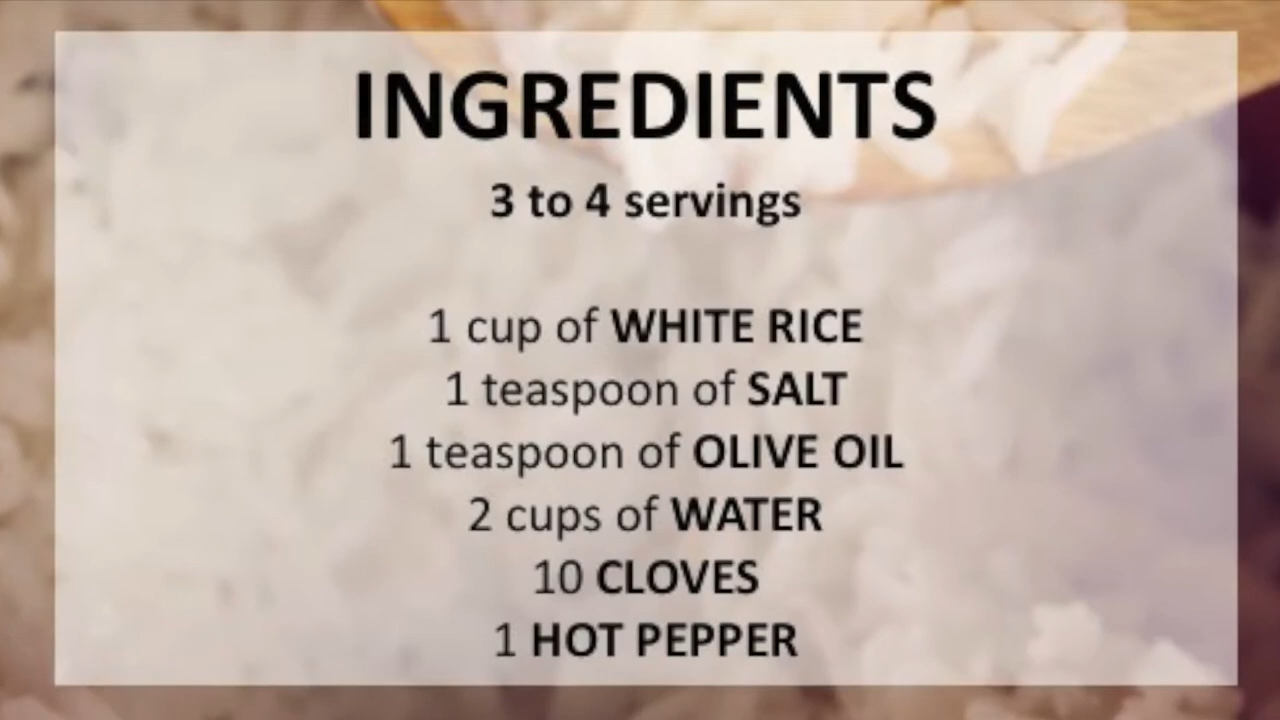 INGREDIENTS
3 to 4 servings
1 cup of WHITE RICE
1 teaspoon of SALT
1 teaspoon of OLIVE OIL
2 cups of WATER
10 CLOVES
1 HOT PEPPER